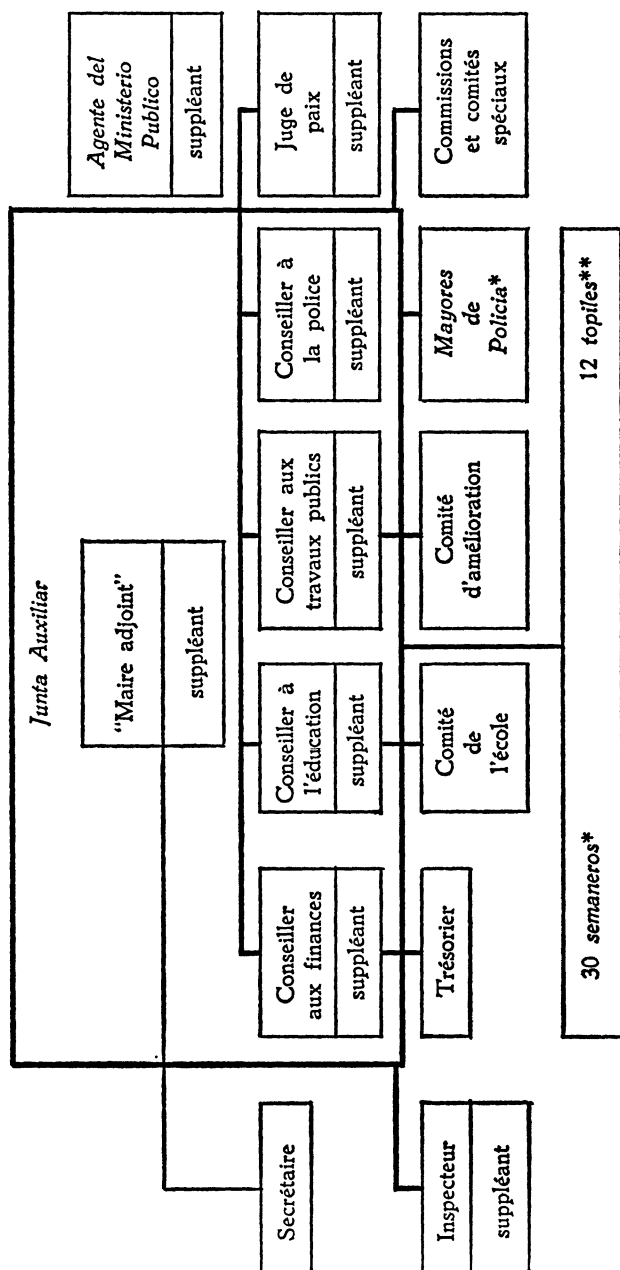 Junta Auxiliar
Agente del
Ministerio
Publico
suppléant
“Maire adjoint”
suppléant
Secrétaire
Conseiller
aux finances
suppléant
Conseiller à
l'éducation
suppléant
Conseiller aux
travaux publics
suppléant
Conseiller à
la police
suppléant
Juge de
paix
suppléant
Inspecteur
suppléant
Trésorier
Comité
de
l'école
Comité
d'amélioration
Mayores
de
Policia*
Commissions
et comités
spéciaux
30 semaneros*
12 topiles**